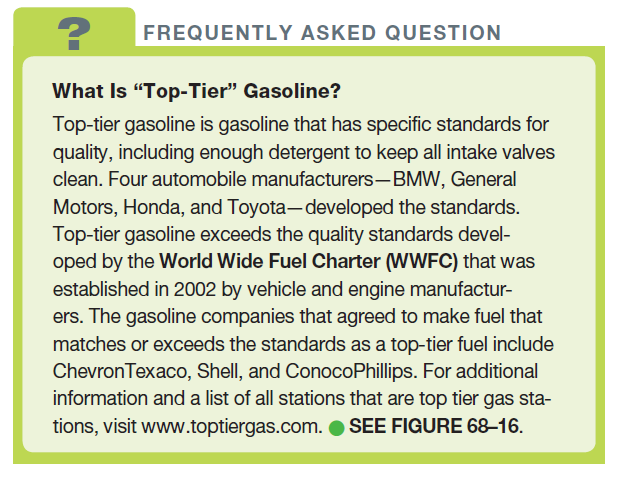 ?
FREQUENTLY ASKED QUESTION
What Is “Top-Tier” Gasoline?
Top-tier gasoline is gasoline that has specific standards for
quality, including enough detergent to keep all intake valves
clean. Four automobile manufacturers—BMW, General
Motors, Honda, and Toyota—developed the standards.
Top-tier gasoline exceeds the quality standards devel-
oped by the World Wide Fuel Charter (WWFC) that was
established in 2002 by vehicle and engine manufactur-
ers. The gasoline companies that agreed to make fuel that
matches or exceeds the standards as a top-tier fuel include
ChevronTexaco, Shell, and ConocoPhillips. For additional
information and a list of all stations that are top tier gas sta-
tions, visit www.toptiergas.com. ● SEE FIGURE 68–16.